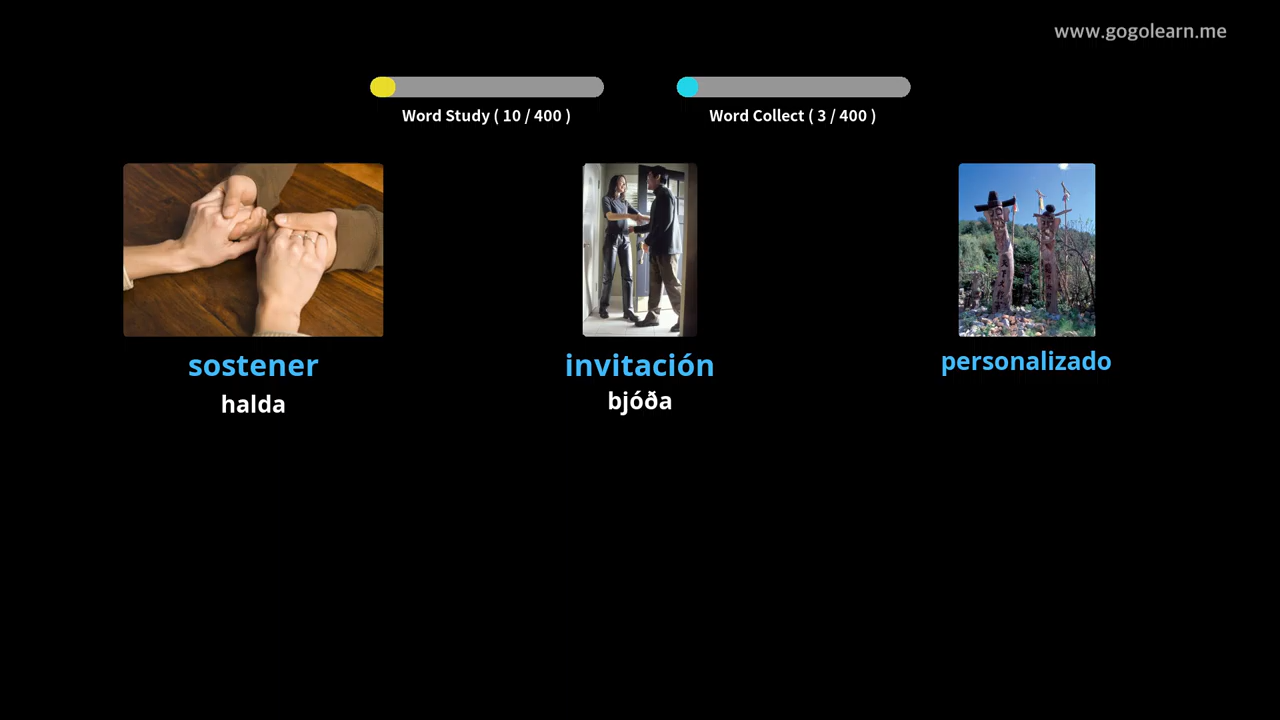 www.gogolearn.me
Word Study ( 10 / 400 )
Word Collect ( 3 / 400 )
sostener
halda
invitación
bjóða
personalizado